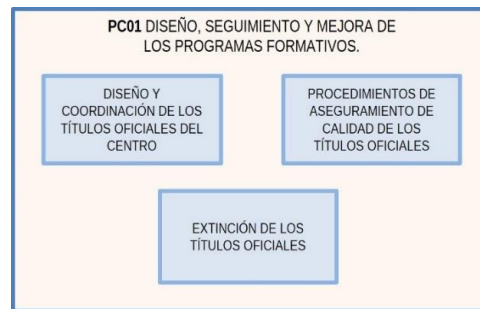 PC01 DISEÑO, SEGUIMIENTO Y MEJORA DE
LOS PROGRAMAS FORMATIVOS.
DISEÑO Y
COORDINACIÓN DE LOS
TÍTULOS OFICIALES DEL
CENTRO
PROCEDIMIENTOS DE
ASEGURAMIENTO DE
CALIDAD DE LOS
TÍTULOS OFICIALES
EXTINCIÓN DE LOS
TÍTULOS OFICIALES